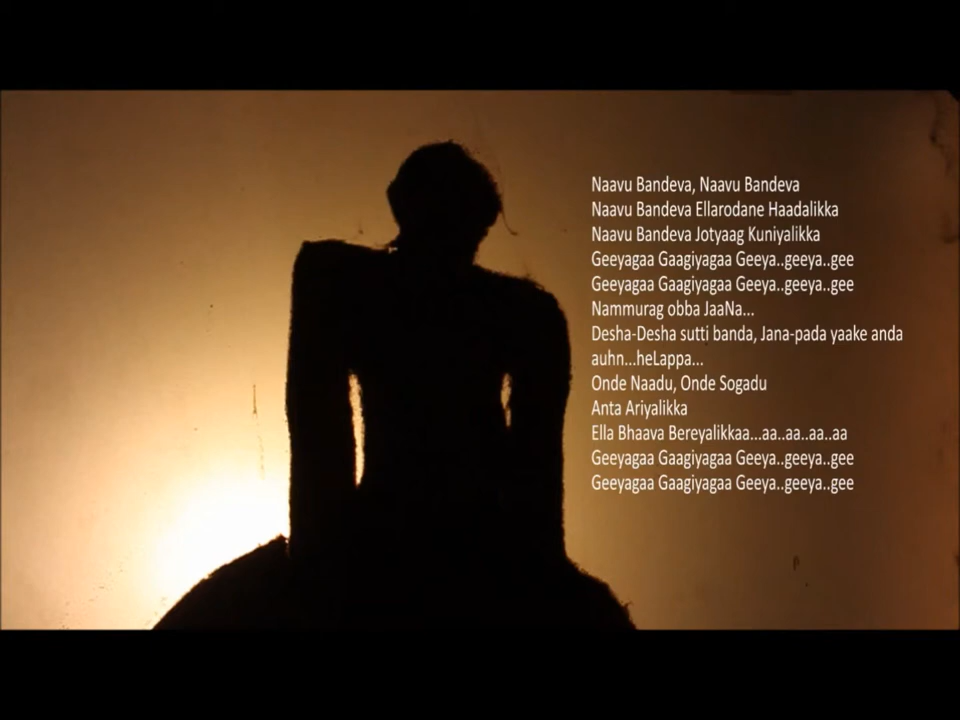 Naavu Bandeva, Naavu Bandeva
Naavu Bandeva Ellarodane Haadalikka
Naavu Bandeva Jotyaag Kuniyalikka
Geeyagaa Gaagiyagaa Geeya..geeya..gee
Geeyagaa Gaagiyagaa Geeya..geeya..gee
Nammurag obba JaaNa...
Desha-Desha sutti banda, Jana-pada yaake anda
auhn...heLappa...
Onde Naadu, Onde Sogadu
Anta Ariyalikka
Ella Bhaava Bereyalikkaa...aa..aa..aa..aa
Geeyagaa Gaagiyagaa Geeya..geeya..gee
Geeyagaa Gaagiyagaa Geeya..geeya..gee